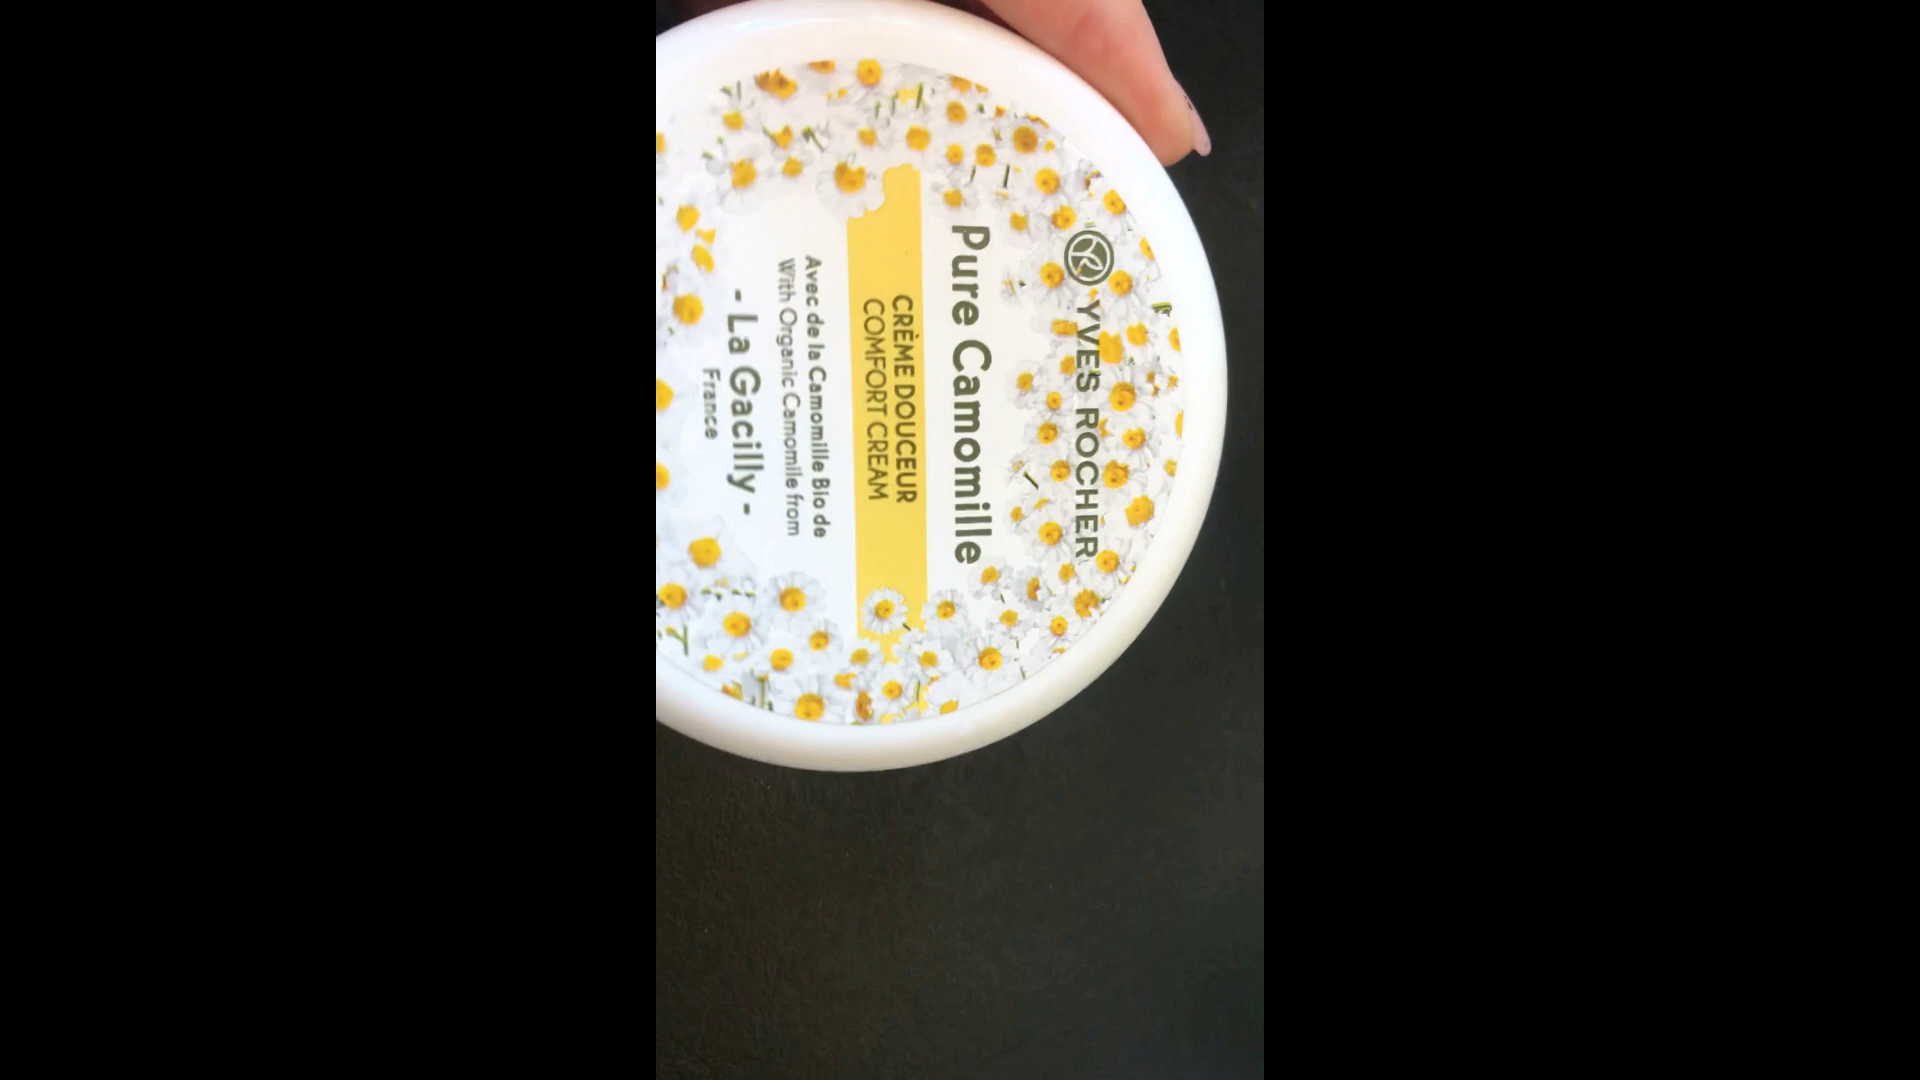 YVES ROCHER
Pure Camomille
CRÈME DOUCEUR
COMFORT CREAM
Avec de la Camomille Bio de
With Organic Camomile from
- La Gacilly -
France